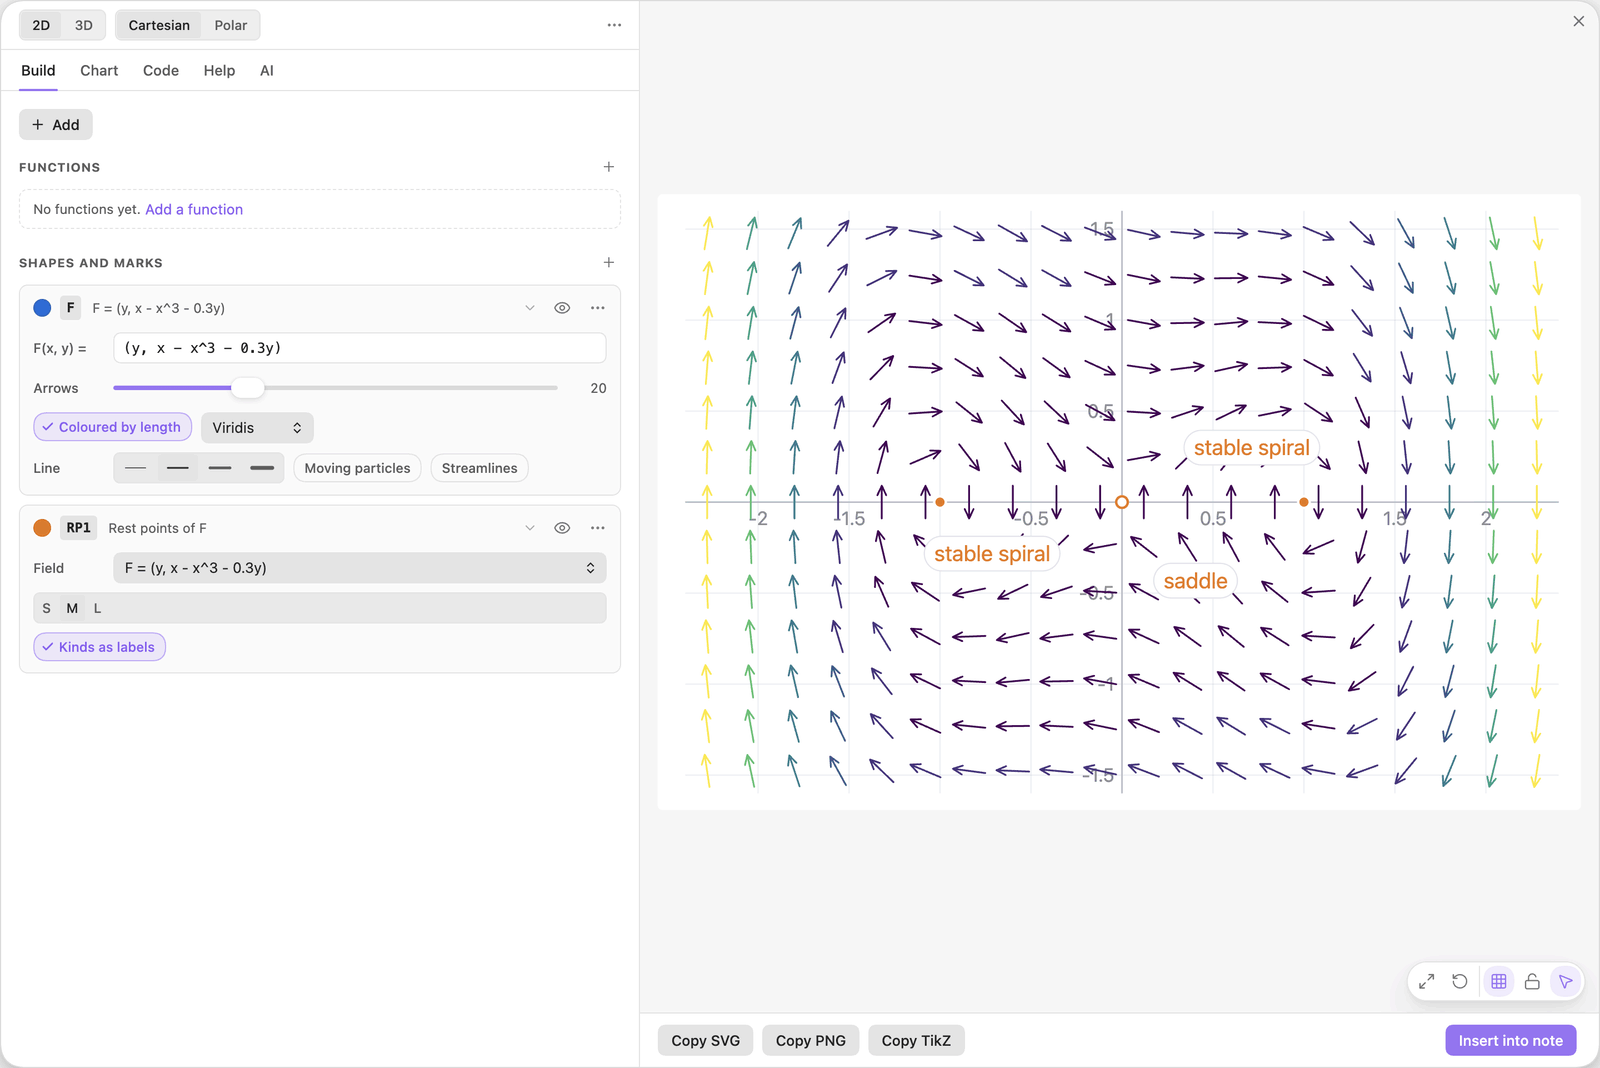 2D 3D Cartesian Polar
Build Chart Code Help AI
+ Add
FUNCTIONS
No functions yet. Add a function
SHAPES AND MARKS
F F = (y, x - x^3 - 0.3y)
F(x, y) = (y, x − x^3 − 0.3y)
Arrows 20
Coloured by length Viridis
Line Moving particles Streamlines
RP1 Rest points of F
Field F = (y, x - x^3 - 0.3y)
S M L
Kinds as labels
1.5
1
0.5
stable spiral
-2 -1.5 -0.5 0.5 1.5 2
stable spiral
saddle
-0.5
-1
-1.5
Copy SVG Copy PNG Copy TikZ Insert into note